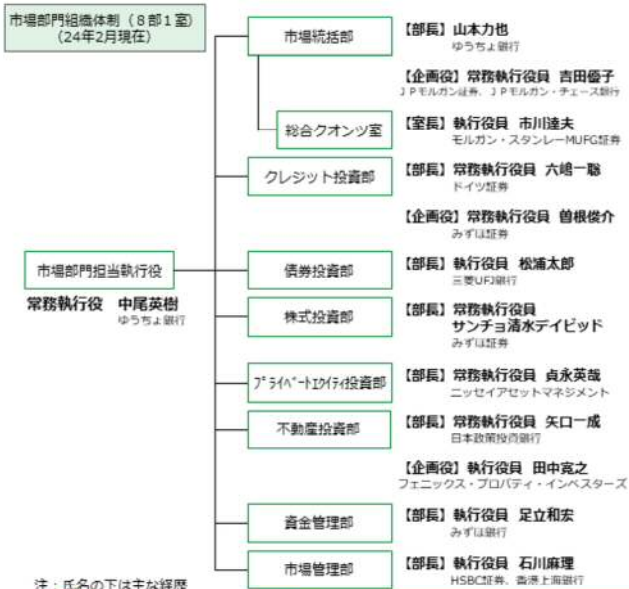 市場部門組織体制（8部1室）
（24年2月現在）
市場統括部
【部長】山本力也
ゆうちょ銀行
【企画役】常務執行役員 吉田優子
JPモルガン証券、JPモルガン・チェース銀行
総合クオンツ室
【室長】執行役員 市川達夫
モルガン・スタンレーMUFG証券
クレジット投資部
【部長】常務執行役員 六嶋一聡
ドイツ証券
【企画役】常務執行役員 曽根俊介
みずほ証券
市場部門担当執行役
常務執行役 中尾英樹
ゆうちょ銀行
債券投資部
【部長】執行役員 松浦太郎
三菱UFJ銀行
株式投資部
【部長】常務執行役員
サンチョ清水デイビッド
みずほ証券
ﾌﾟﾗｲﾍﾞｰﾄｴｸｲﾃｨ投資部
【部長】常務執行役員 貞永英哉
ニッセイアセットマネジメント
不動産投資部
【部長】常務執行役員 矢口一成
日本政策投資銀行
【企画役】執行役員 田中寛之
フェニックス・プロパティ・インベスターズ
資金管理部
【部長】執行役員 足立和宏
みずほ銀行
市場管理部
【部長】執行役員 石川麻理
HSBC証券、香港上海銀行
注：氏名の下は主な経歴